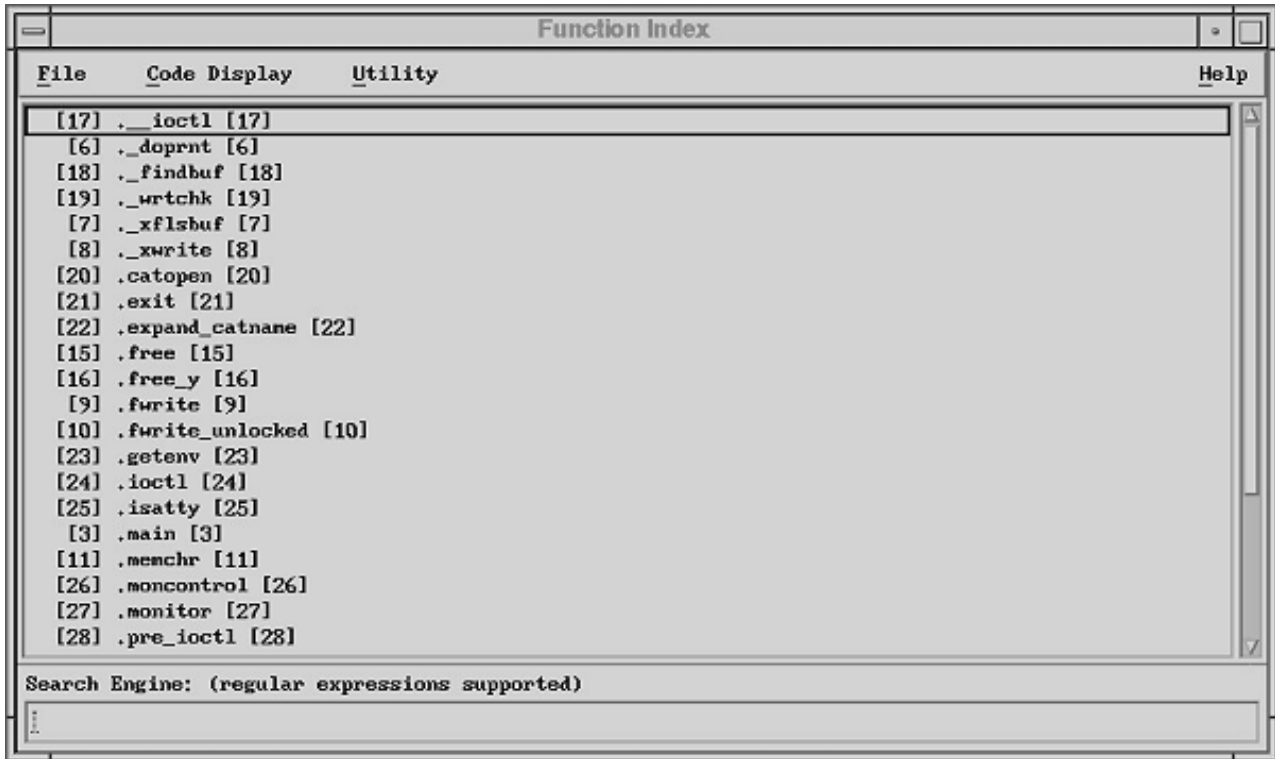 Function Index
File Code Display Utility Help
[17] .__ioctl [17]
[6] ._doprnt [6]
[18] ._findbuf [18]
[19] ._wrtchk [19]
[7] ._xflsbuf [7]
[8] ._xwrite [8]
[20] .catopen [20]
[21] .exit [21]
[22] .expand_catname [22]
[15] .free [15]
[16] .free_y [16]
[9] .fwrite [9]
[10] .fwrite_unlocked [10]
[23] .getenv [23]
[24] .ioctl [24]
[25] .isatty [25]
[3] .main [3]
[11] .memchr [11]
[26] .moncontrol [26]
[27] .monitor [27]
[28] .pre_ioctl [28]
Search Engine: (regular expressions supported)